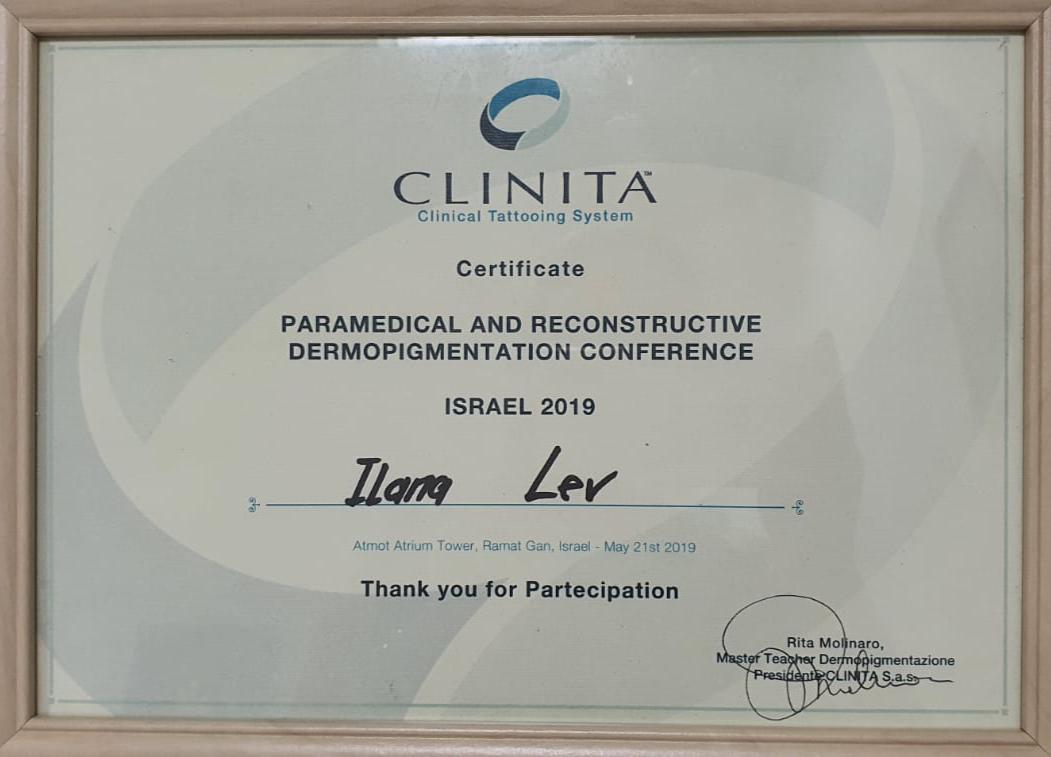 CLINITA™
Clinical Tattooing System
Certificate
PARAMEDICAL AND RECONSTRUCTIVE
DERMOPIGMENTATION CONFERENCE
ISRAEL 2019
Ilana Lev
Atmot Atrium Tower, Ramat Gan, Israel - May 21st 2019
Thank you for Partecipation
Rita Molinaro,
Master Teacher Dermopigmentazione
Presidente CLINITA S.a.s.